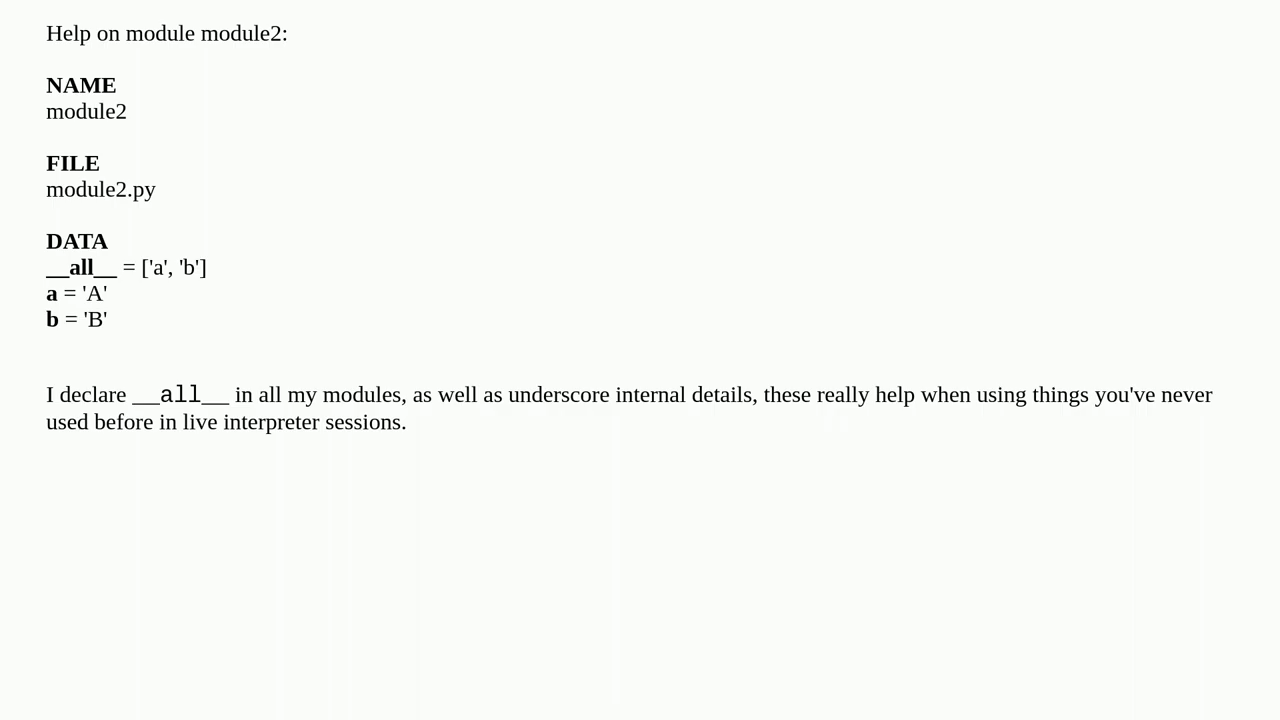 Help on module module2:
NAME
module2
FILE
module2.py
DATA
__all__ = ['a', 'b']
a = 'A'
b = 'B'
I declare __all__ in all my modules, as well as underscore internal details, these really help when using things you've never
used before in live interpreter sessions.